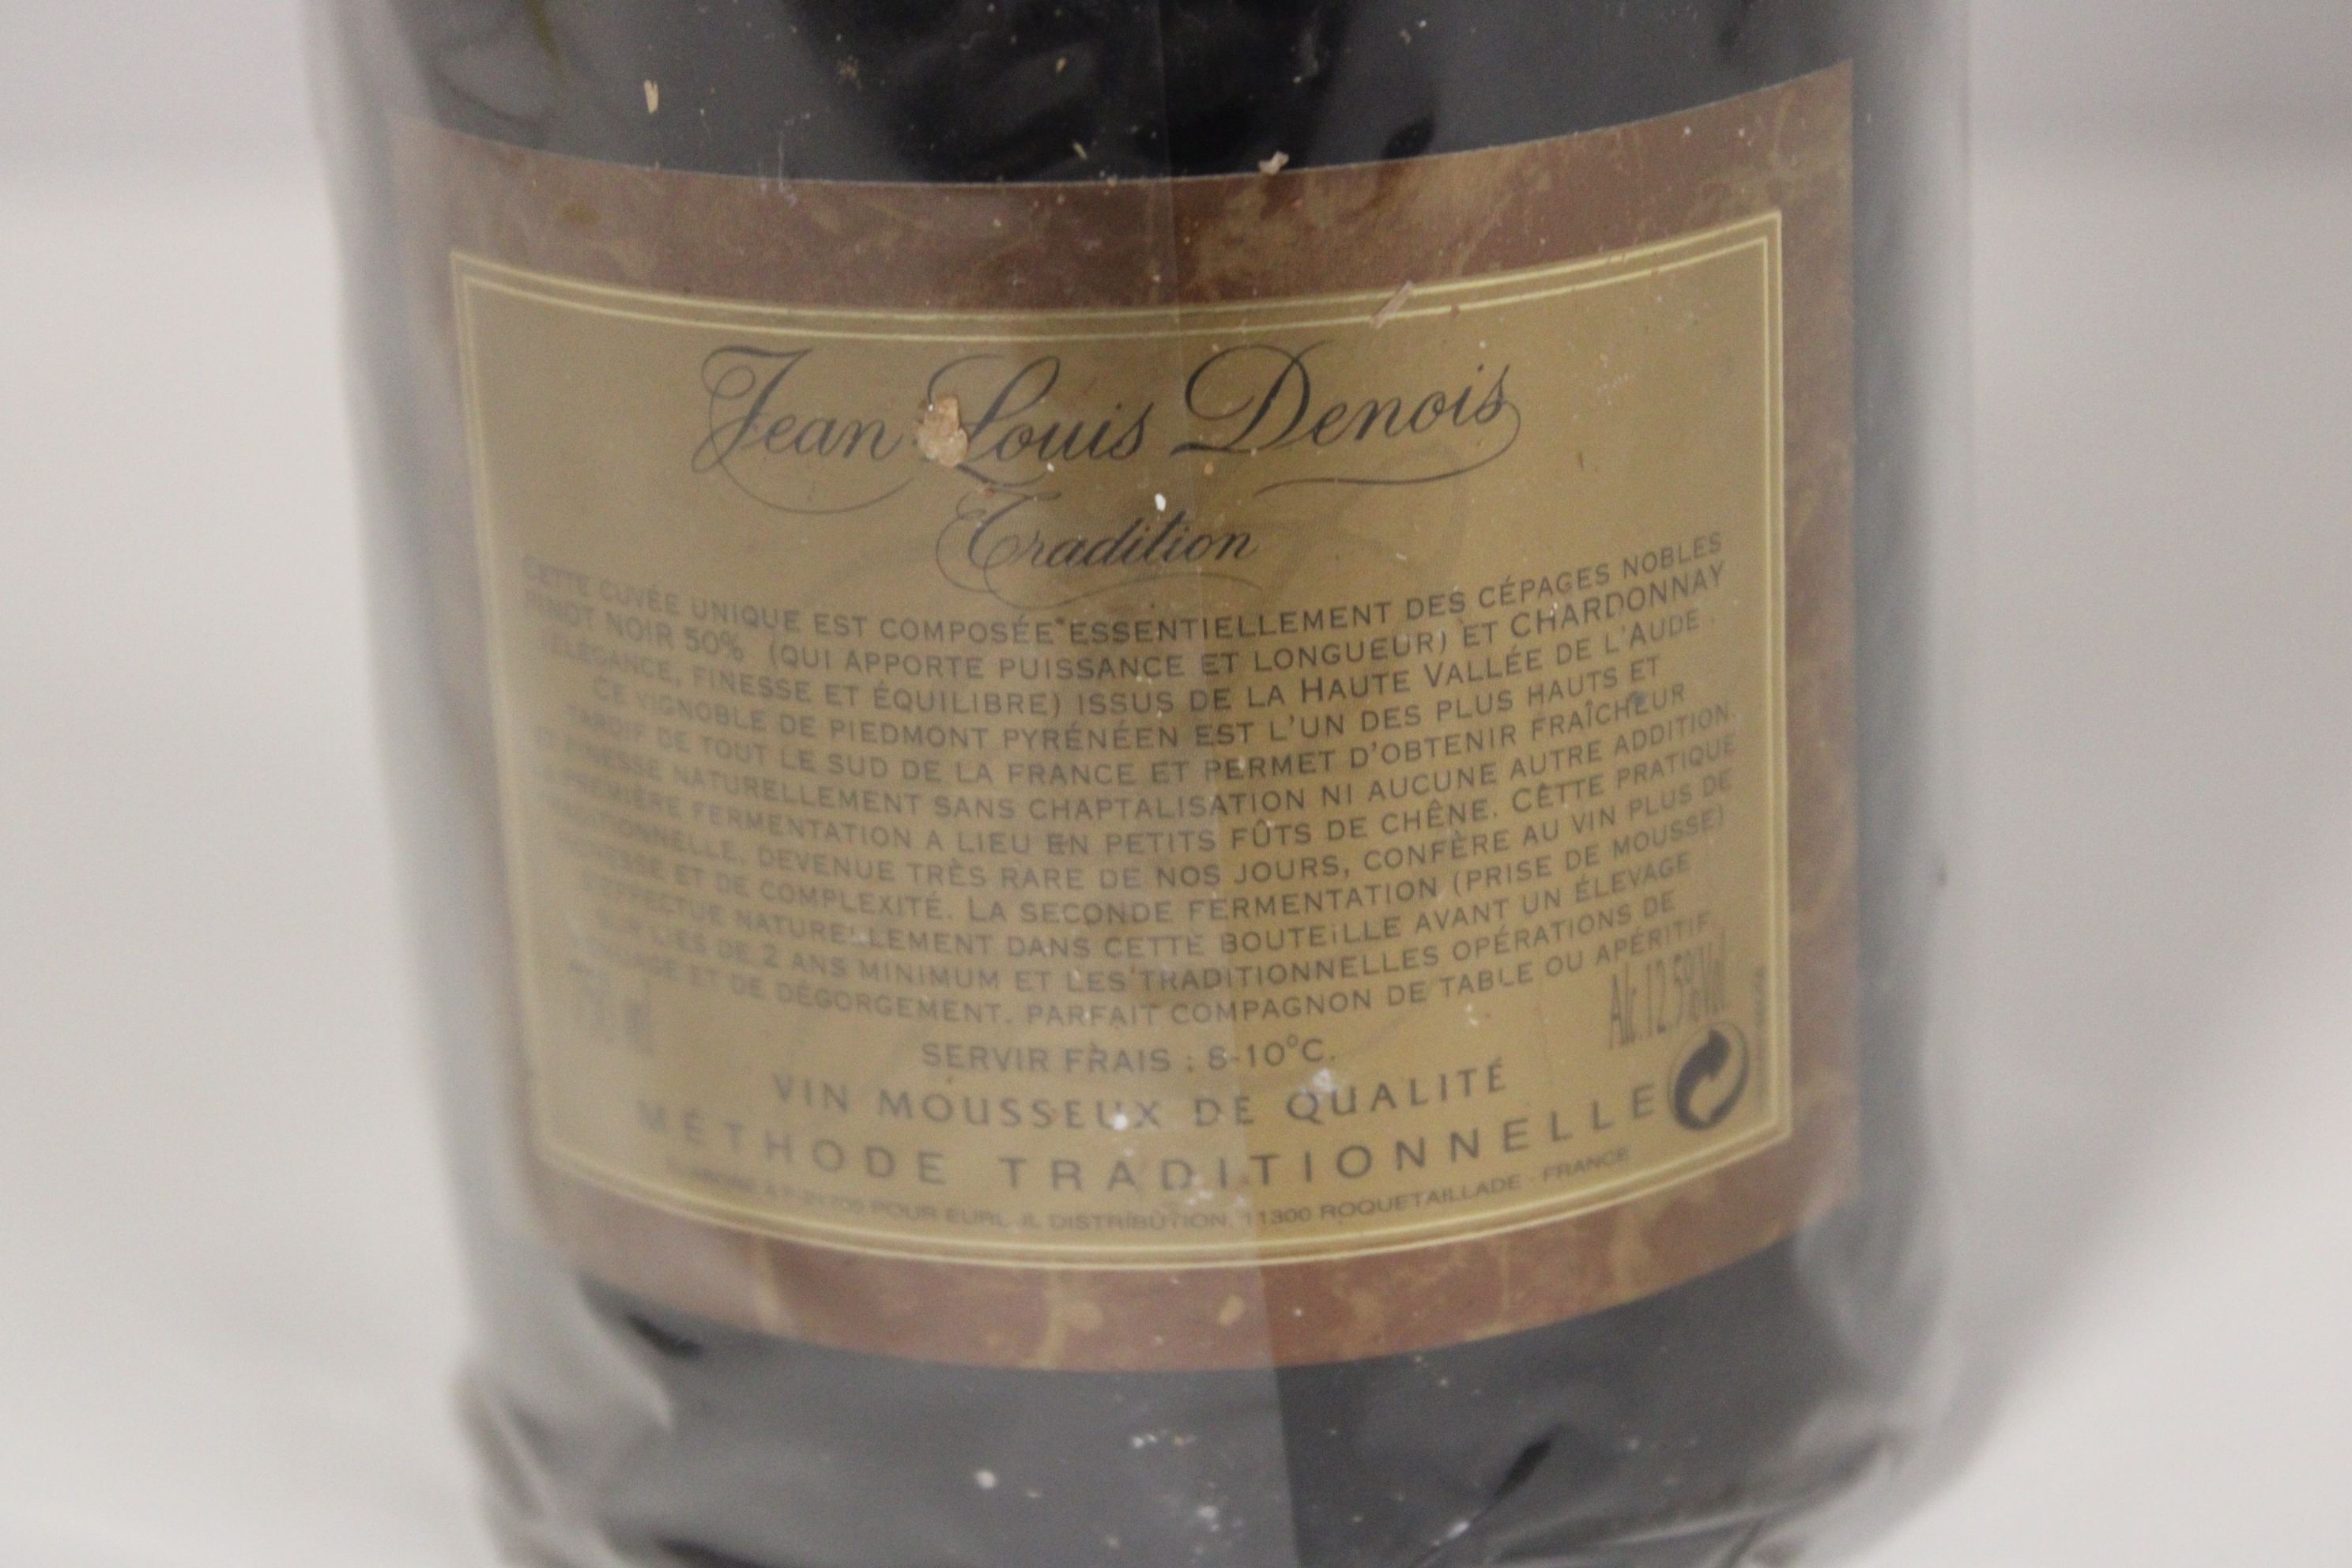 Jean Louis Denois
Tradition
CETTE CUVÉE UNIQUE EST COMPOSÉE ESSENTIELLEMENT DES CÉPAGES NOBLES
PINOT NOIR 50% (QUI APPORTE PUISSANCE ET LONGUEUR) ET CHARDONNAY
ÉLÉGANCE, FINESSE ET ÉQUILIBRE) ISSUS DE LA HAUTE VALLÉE DE L'AUDE.
CE VIGNOBLE DE PIEDMONT PYRÉNÉEN EST L'UN DES PLUS HAUTS ET
TARDIF DE TOUT LE SUD DE LA FRANCE ET PERMET D'OBTENIR FRAÎCHEUR
ET FINESSE NATURELLEMENT SANS CHAPTALISATION NI AUCUNE AUTRE ADDITION.
LA PREMIÈRE FERMENTATION A LIEU EN PETITS FÛTS DE CHÊNE. CETTE PRATIQUE
TRADITIONNELLE, DEVENUE TRÈS RARE DE NOS JOURS, CONFÈRE AU VIN PLUS DE
RICHESSE ET DE COMPLEXITÉ. LA SECONDE FERMENTATION (PRISE DE MOUSSE)
S'EFFECTUE NATURELLEMENT DANS CETTE BOUTEILLE AVANT UN ÉLEVAGE
SUR LIES DE 2 ANS MINIMUM ET LES TRADITIONNELLES OPÉRATIONS DE
ET DE DÉGORGEMENT. PARFAIT COMPAGNON DE TABLE OU APÉRITIF.
Alc. 12.5% Vol
SERVIR FRAIS : 8-10°C.
VIN MOUSSEUX DE QUALITÉ
MÉTHODE TRADITIONNELLE
POUR EURL JL DISTRIBUTION, 11300 ROQUETAILLADE - FRANCE